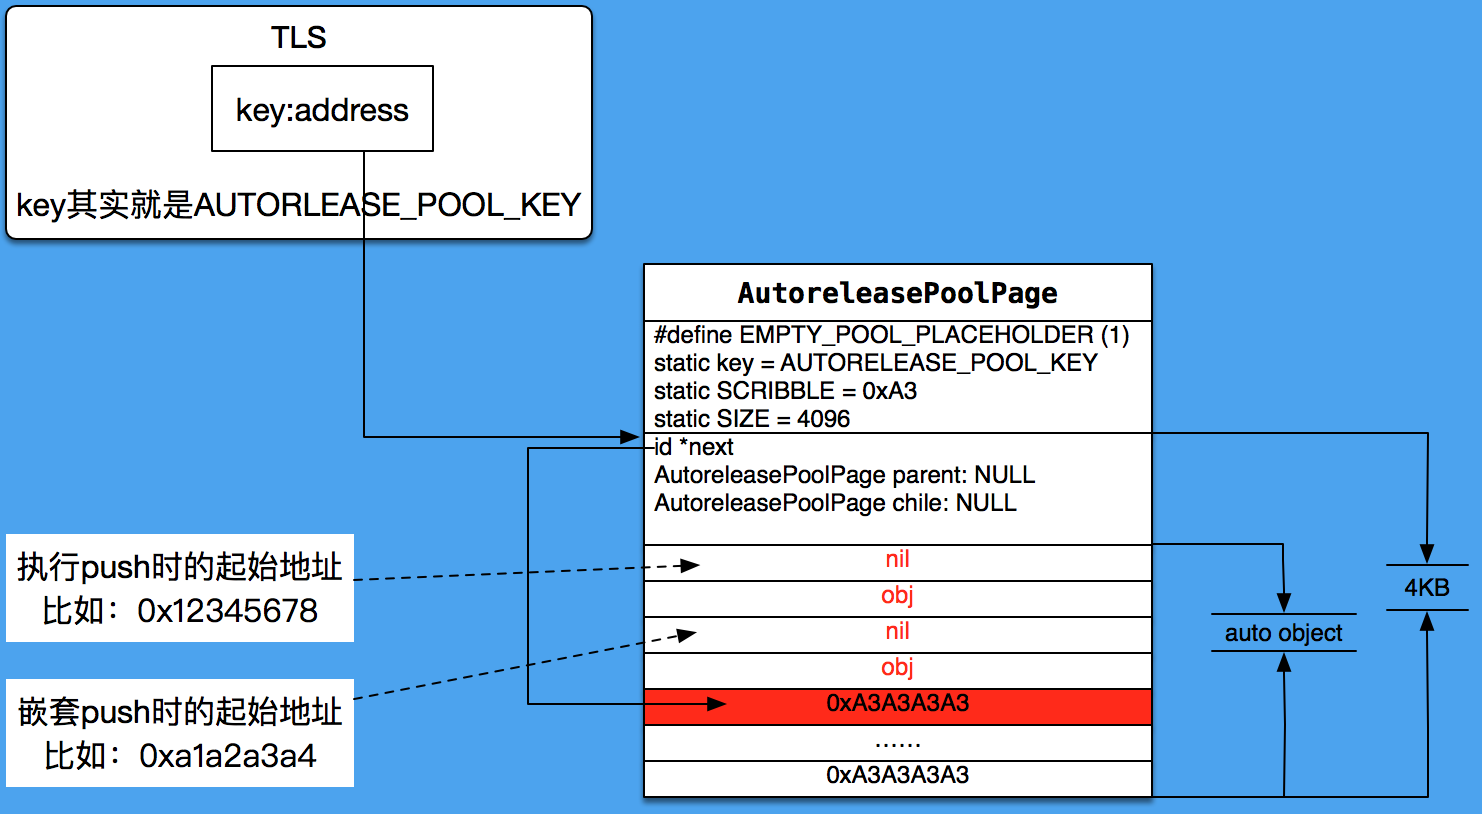 TLS
key:address
key其实就是AUTORLEASE_POOL_KEY
AutoreleasePoolPage
#define EMPTY_POOL_PLACEHOLDER (1)
static key = AUTORELEASE_POOL_KEY
static SCRIBBLE = 0xA3
static SIZE = 4096
id *next
AutoreleasePoolPage parent: NULL
AutoreleasePoolPage chile: NULL
执行push时的起始地址
比如：0x12345678
嵌套push时的起始地址
比如：0xa1a2a3a4
nil
obj
nil
obj
0xA3A3A3A3
......
0xA3A3A3A3
auto object
4KB